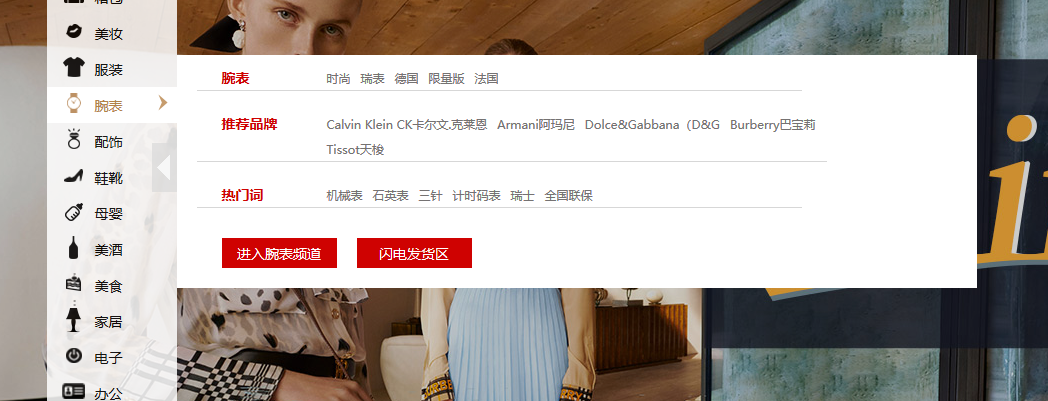 美妆
服装
腕表
配饰
鞋靴
母婴
美酒
美食
家居
电子
办公
腕表 时尚 瑞表 德国 限量版 法国
推荐品牌 Calvin Klein CK卡尔文.克莱恩 Armani阿玛尼 Dolce&Gabbana（D&G Burberry巴宝莉
Tissot天梭
热门词 机械表 石英表 三针 计时码表 瑞士 全国联保
进入腕表频道 闪电发货区